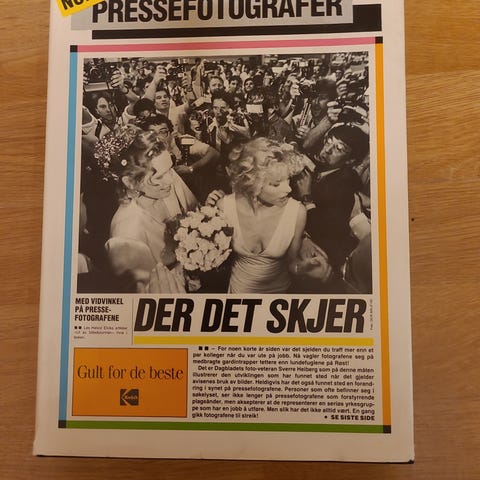 NO
PRESSEFOTOGRAFER
MED VIDVINKEL
PÅ PRESSE-
FOTOGRAFENE
DER DET SKJER
■■ – For noen korte år siden var det sjelden du traff mer enn et
par kolleger når du var ute på jobb. Nå vagler fotografene seg på
medbragte gardintrapper tettere enn lundefuglene på Røst!
Det er Dagbladets foto-veteran Sverre Heiberg som på denne måten
illustrerer den utviklingen som har funnet sted når det gjelder
avisenes bruk av bilder. Heldigvis har det også funnet sted en forand-
ring i synet på pressefotografene. Personer som ofte befinner seg i
søkelyset, ser ikke lenger på pressefotografene som forstyrrende
plageånder, men aksepterer at de representerer en seriøs yrkesgrup-
pe som har en jobb å utføre. Men slik har det ikke alltid vært. En gang
gikk fotografene til streik!
● SE SISTE SIDE
Gult for de beste
Kodak